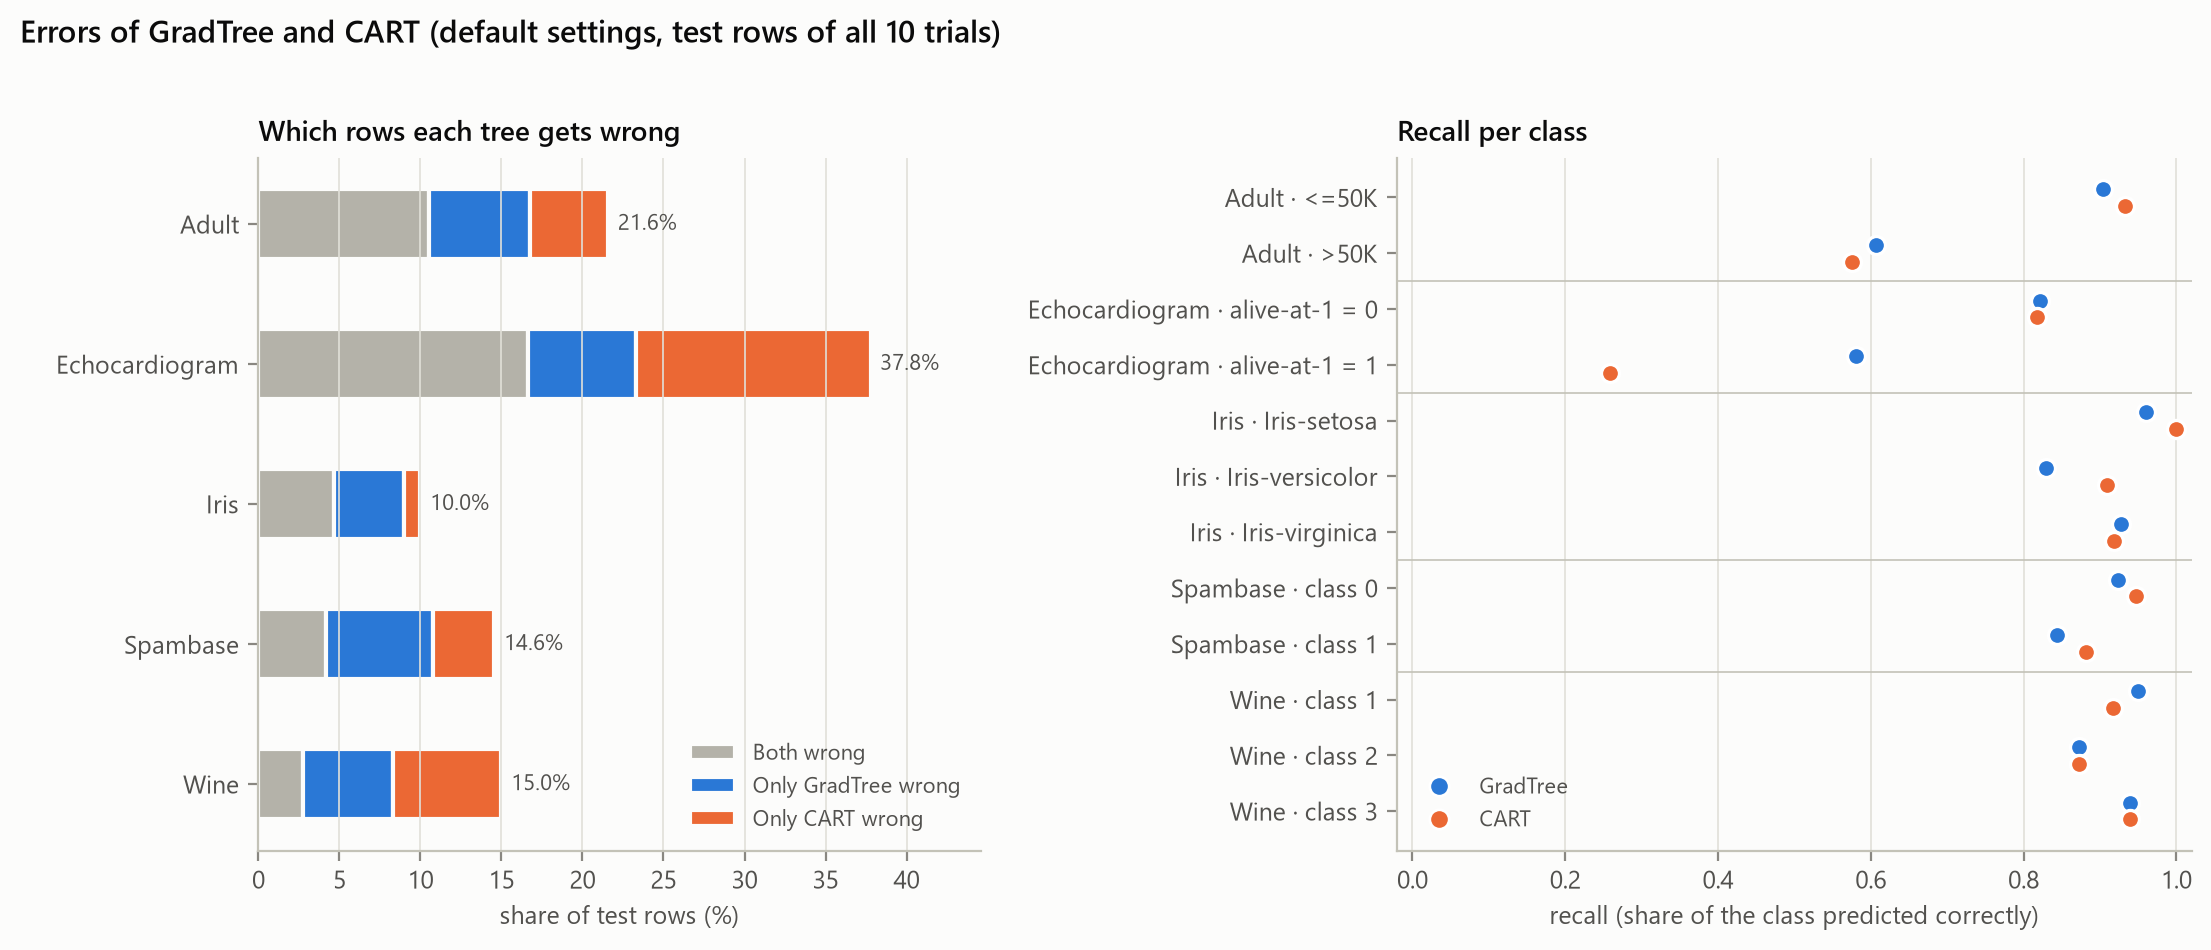 Errors of GradTree and CART (default settings, test rows of all 10 trials)
Which rows each tree gets wrong
Adult
21.6%
Echocardiogram
37.8%
Iris
10.0%
Spambase
14.6%
Wine
15.0%
Both wrong
Only GradTree wrong
Only CART wrong
0 5 10 15 20 25 30 35 40
share of test rows (%)
Recall per class
Adult · <=50K
Adult · >50K
Echocardiogram · alive-at-1 = 0
Echocardiogram · alive-at-1 = 1
Iris · Iris-setosa
Iris · Iris-versicolor
Iris · Iris-virginica
Spambase · class 0
Spambase · class 1
Wine · class 1
Wine · class 2
Wine · class 3
GradTree
CART
0.0 0.2 0.4 0.6 0.8 1.0
recall (share of the class predicted correctly)